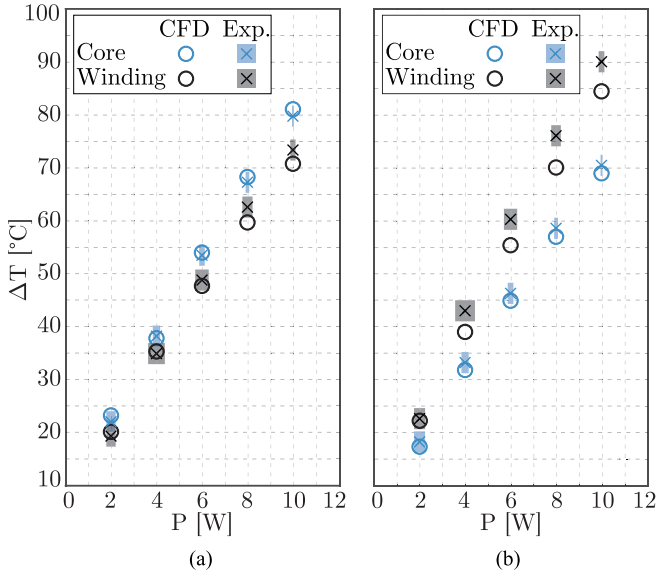 100
90
80
70
60
50
40
30
20
10
ΔT [°C]
CFD Exp.
Core
Winding
0 2 4 6 8 10 12
P [W]
(a)
CFD Exp.
Core
Winding
0 2 4 6 8 10 12
P [W]
(b)